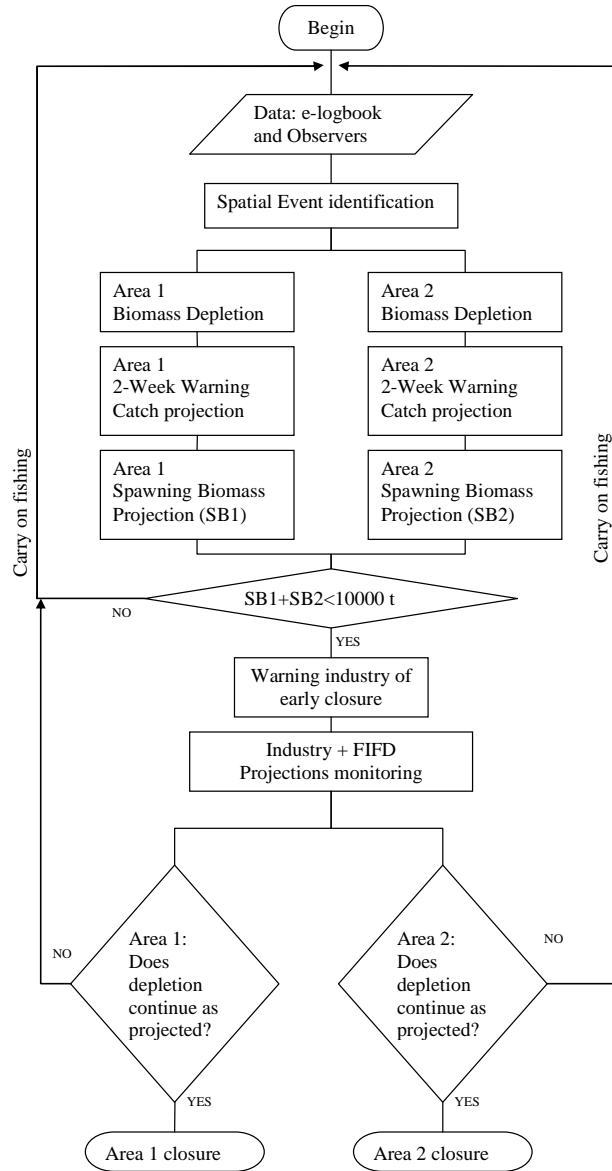 Begin
Data: e-logbook
and Observers
Spatial Event identification
Area 1
Biomass Depletion
Area 2
Biomass Depletion
Area 1
2-Week Warning
Catch projection
Area 2
2-Week Warning
Catch projection
Area 1
Spawning Biomass
Projection (SB1)
Area 2
Spawning Biomass
Projection (SB2)
Carry on fishing
Carry on fishing
SB1+SB2<10000 t
NO
YES
Warning industry of
early closure
Industry + FIFD
Projections monitoring
Area 1:
Does
depletion
continue as
projected?
NO
Area 2:
Does
depletion
continue as
projected?
NO
YES
YES
Area 1 closure
Area 2 closure